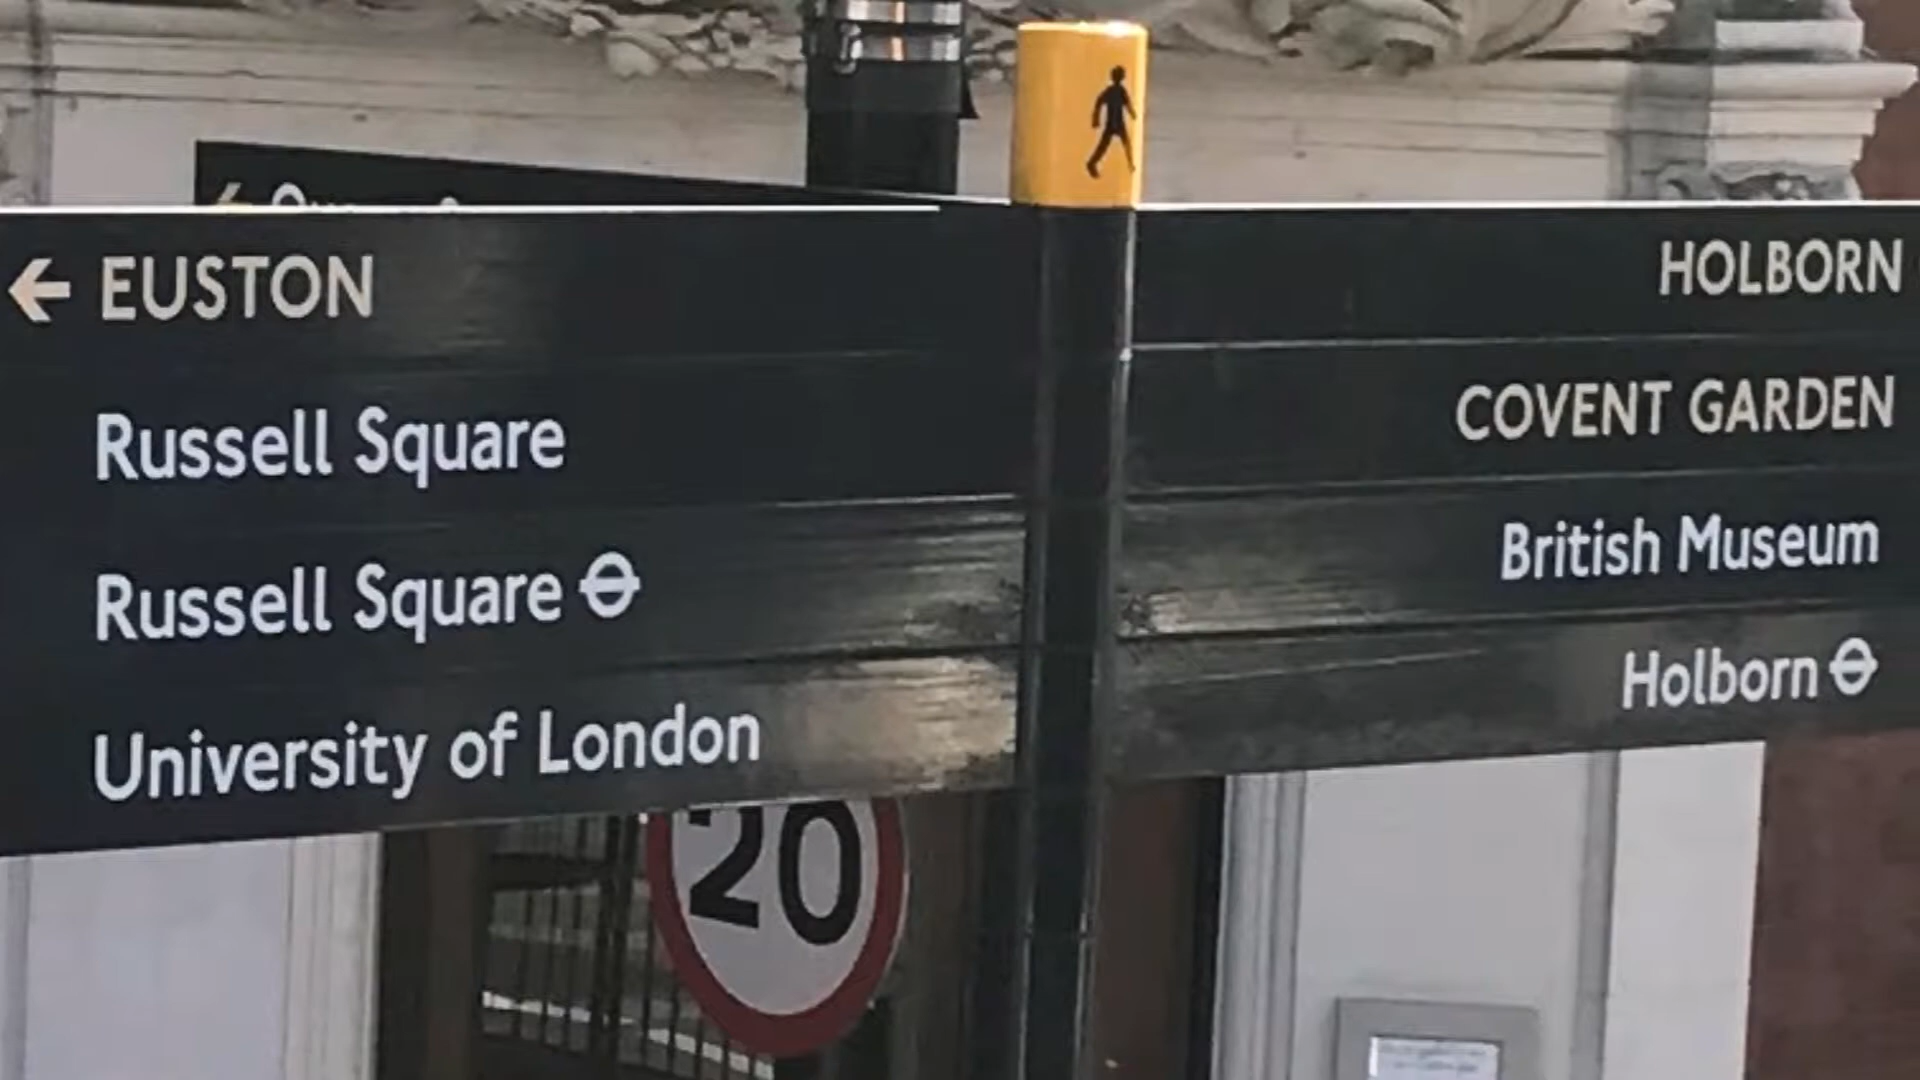 ← EUSTON
Russell Square
Russell Square
University of London
HOLBORN
COVENT GARDEN
British Museum
Holborn
20